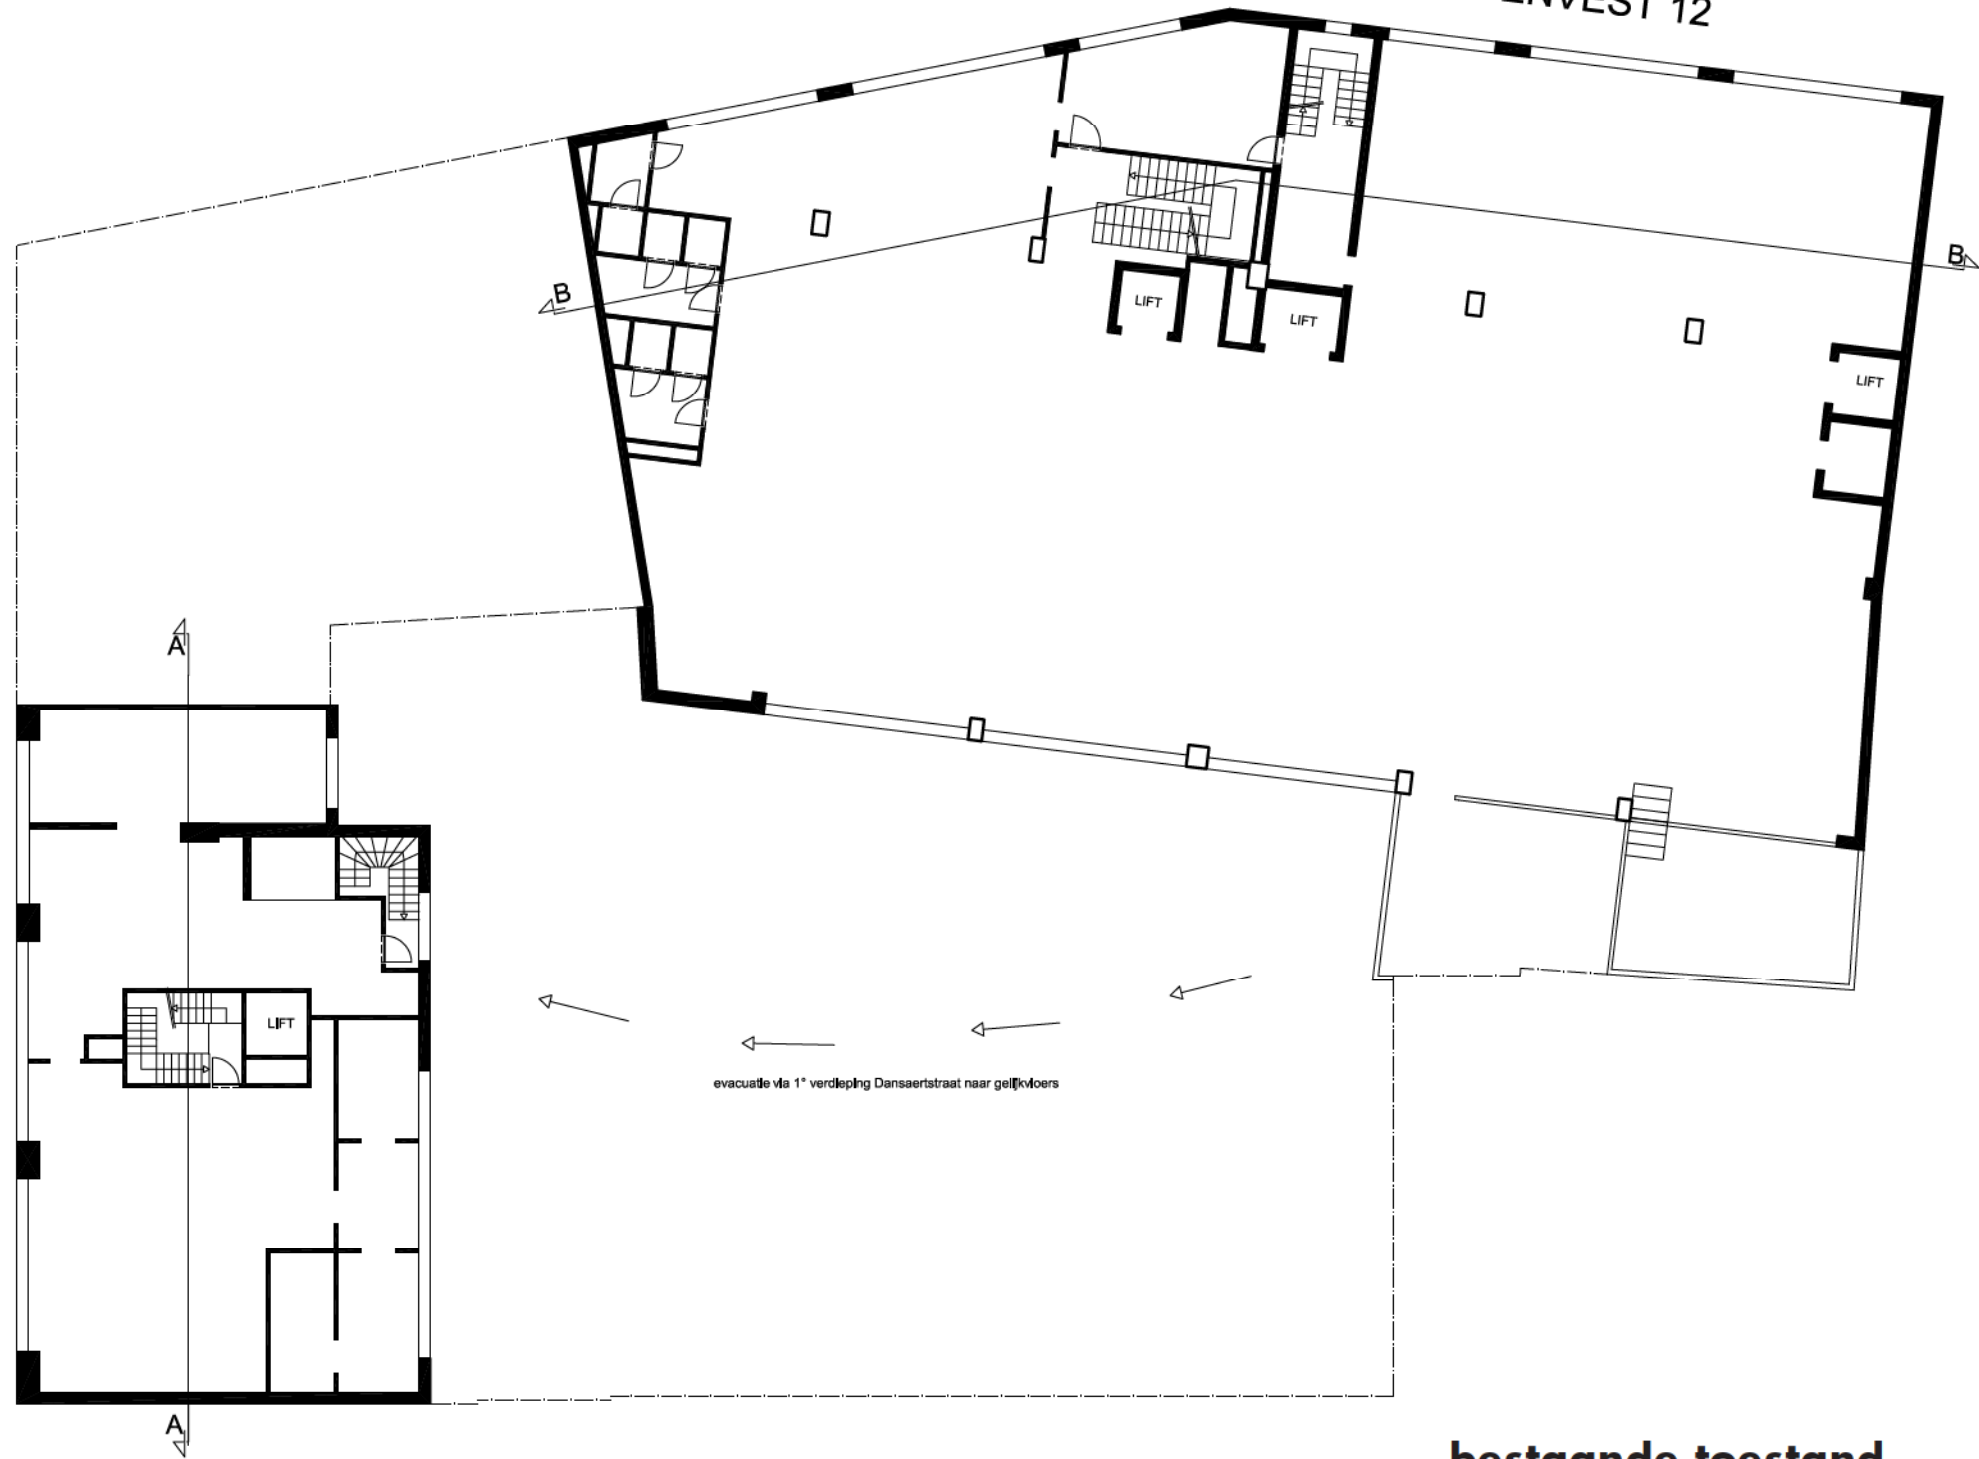 ENVEST 12
B
B
LIFT
LIFT
LIFT
A
LIFT
evacuatie via 1° verdieping Dansaertstraat naar gelijkvloers
A
bestaande toestand